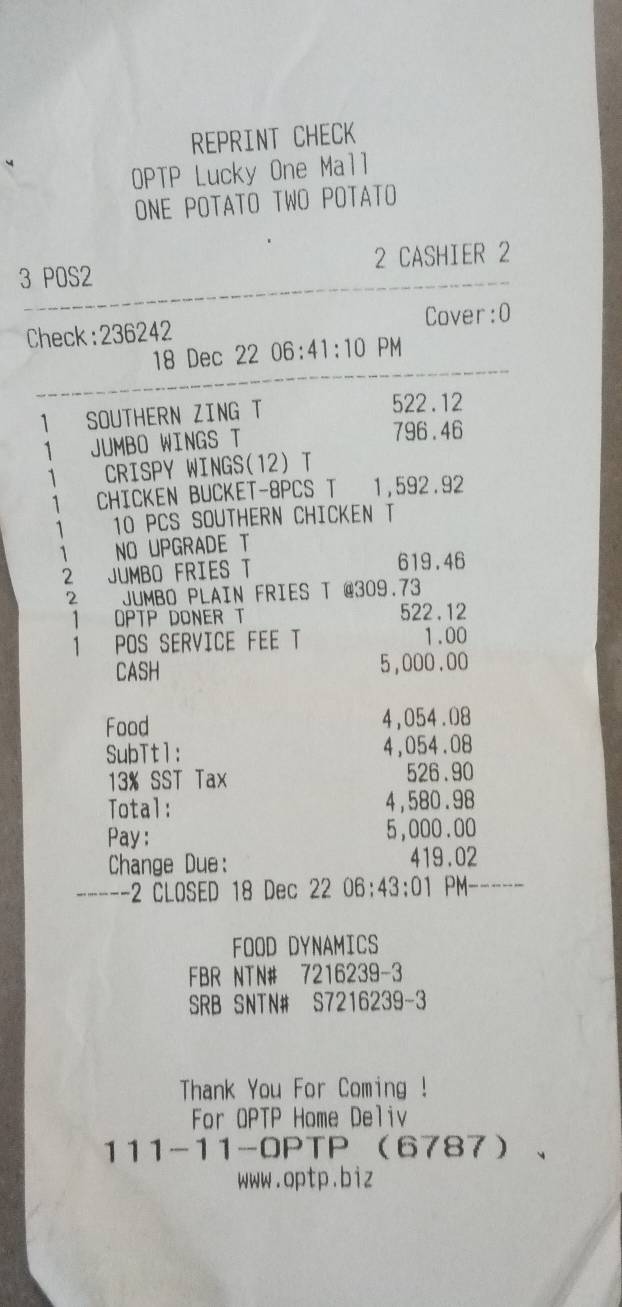 REPRINT CHECK
OPTP Lucky One Mall
ONE POTATO TWO POTATO
3 POS2 2 CASHIER 2
Check:236242 Cover:0
18 Dec 22 06:41:10 PM
1 SOUTHERN ZING T 522.12
1 JUMBO WINGS T 796.46
1 CRISPY WINGS(12) T
1 CHICKEN BUCKET-8PCS T 1,592.92
1 10 PCS SOUTHERN CHICKEN T
1 NO UPGRADE T
2 JUMBO FRIES T 619.46
2 JUMBO PLAIN FRIES T @309.73
1 OPTP DONER T 522.12
1 POS SERVICE FEE T 1.00
CASH 5,000.00
Food 4,054.08
SubTtl: 4,054.08
13% SST Tax 526.90
Total: 4,580.98
Pay: 5,000.00
Change Due: 419.02
-----2 CLOSED 18 Dec 22 06:43:01 PM-----
FOOD DYNAMICS
FBR NTN# 7216239-3
SRB SNTN# S7216239-3
Thank You For Coming !
For OPTP Home Deliv
111-11-OPTP (6787)
www.optp.biz